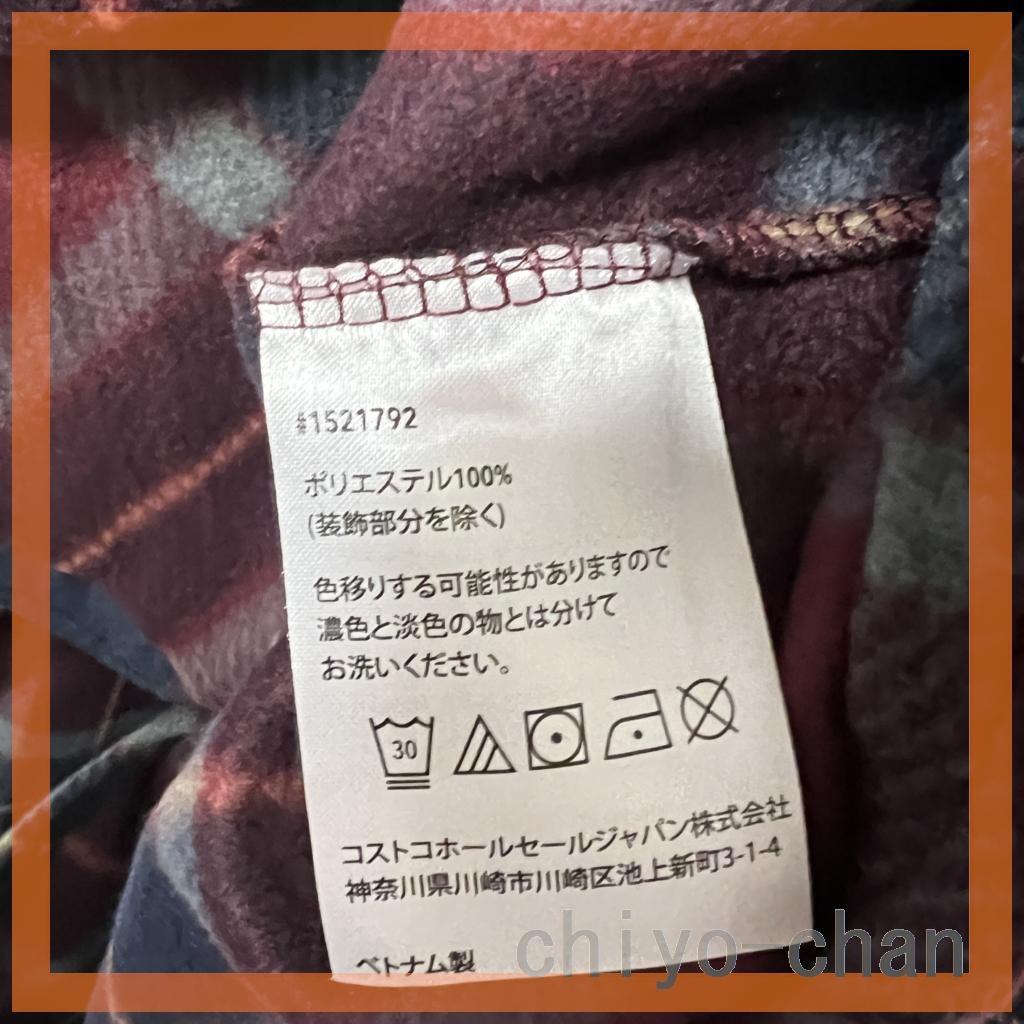 #1521792
ポリエステル100%
(装飾部分を除く)
色移りする可能性がありますので
濃色と淡色の物とは分けて
お洗いください。
30
コストコホールセールジャパン株式会社
神奈川県川崎市川崎区池上新町3-1-4
ベトナム製
chiyo-chan